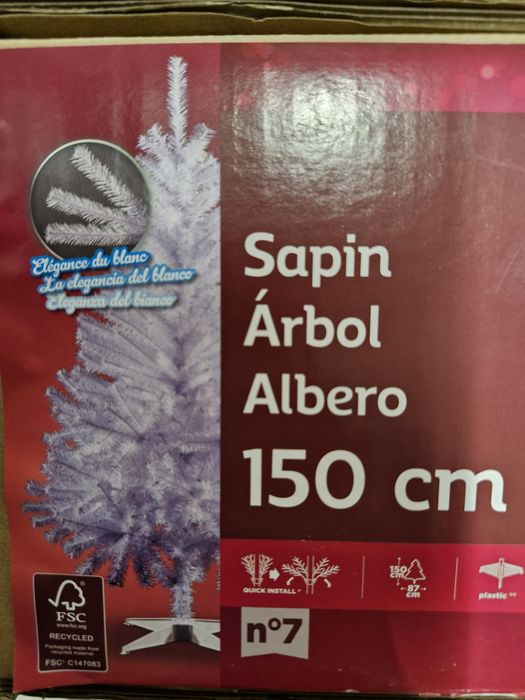 Elégance du blanc
La elegancia del blanco
Eleganza del bianco
Sapin
Árbol
Albero
150 cm
QUICK INSTALL
150
cm
87
cm
plastic
n°7
FSC
www.fsc.org
RECYCLED
Packaging made from
recycled material
FSC® C147083